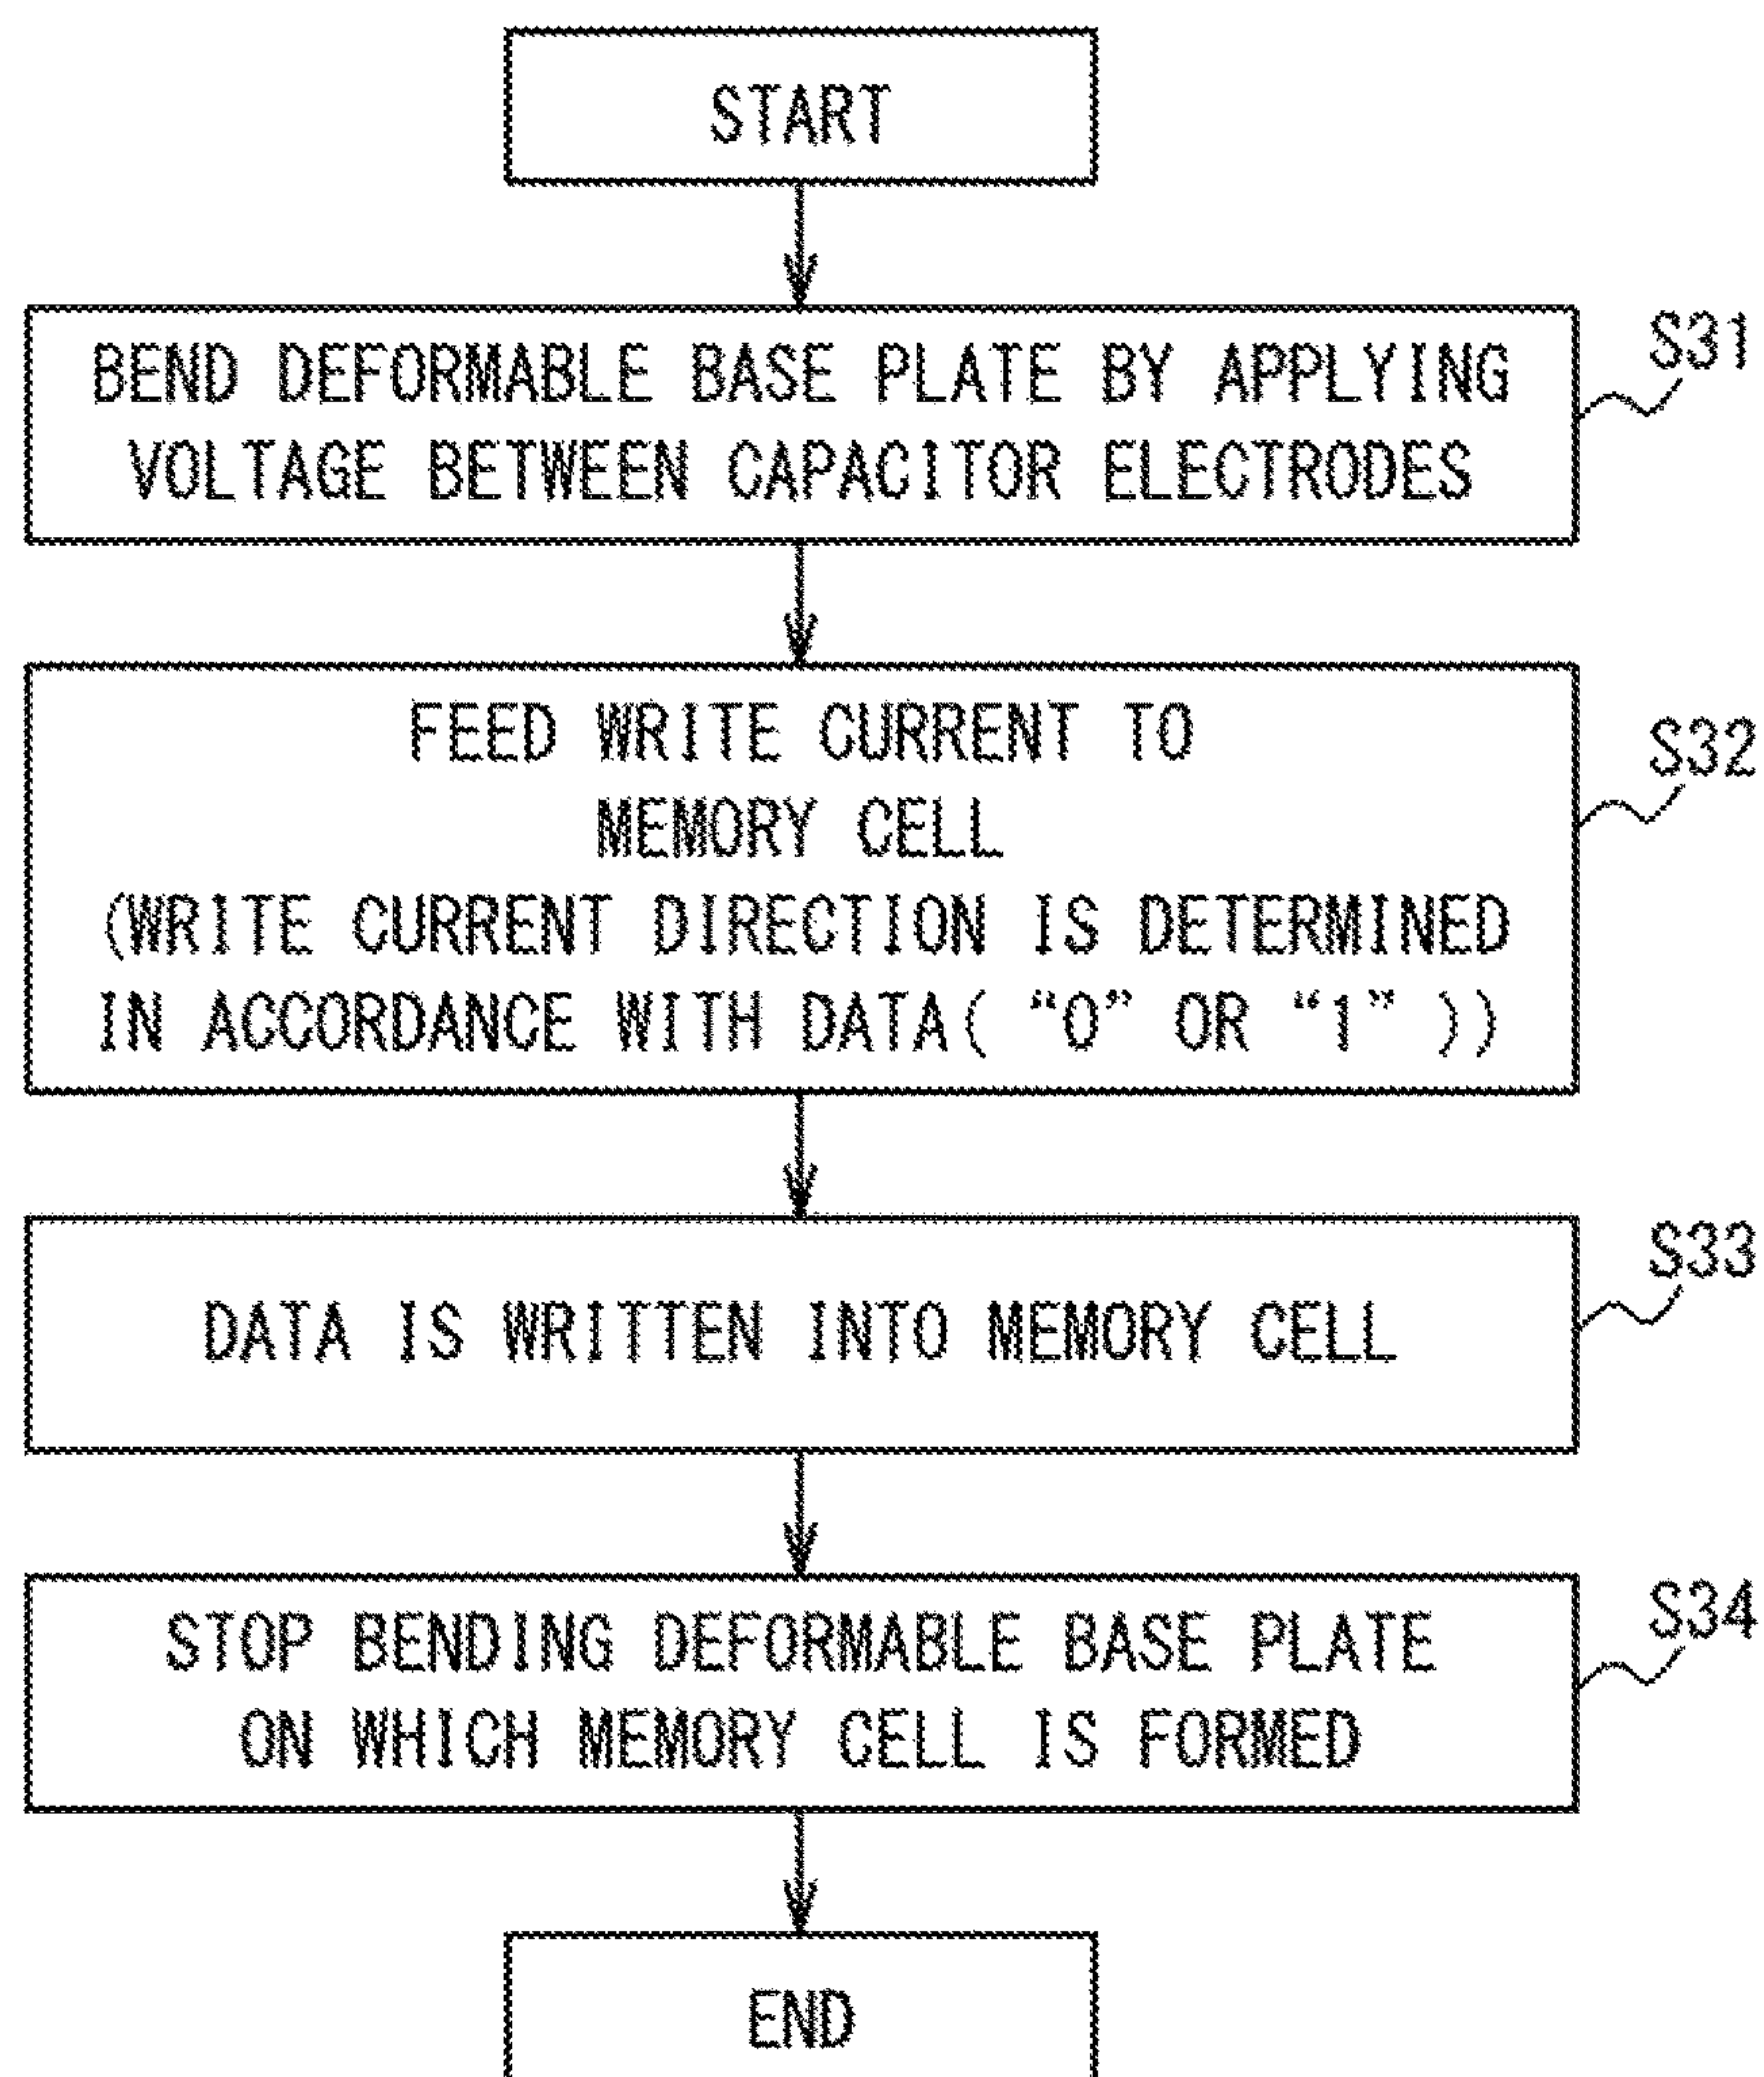 START
BEND DEFORMABLE BASE PLATE BY APPLYING
VOLTAGE BETWEEN CAPACITOR ELECTRODES
S31
FEED WRITE CURRENT TO
MEMORY CELL
(WRITE CURRENT DIRECTION IS DETERMINED
IN ACCORDANCE WITH DATA( “0” OR “1” ))
S32
DATA IS WRITTEN INTO MEMORY CELL
S33
STOP BENDING DEFORMABLE BASE PLATE
ON WHICH MEMORY CELL IS FORMED
S34
END